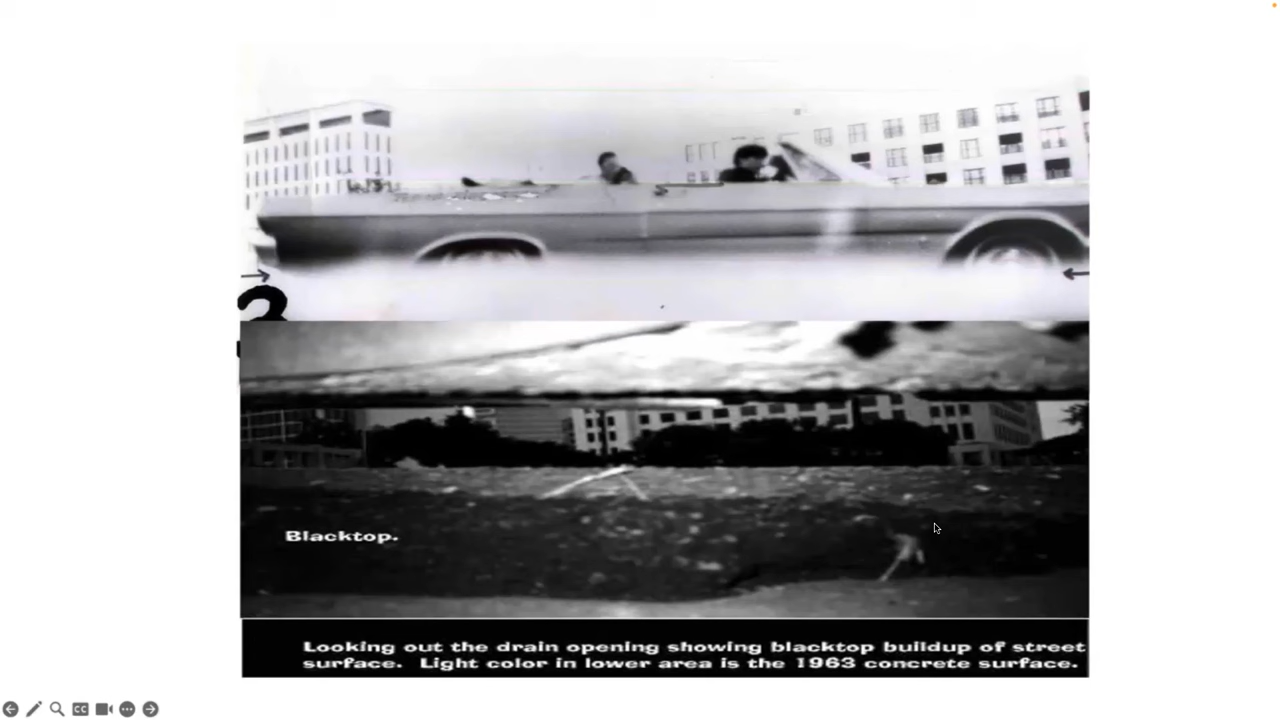 3
Blacktop.
Looking out the drain opening showing blacktop buildup of street
surface. Light color in lower area is the 1963 concrete surface.
CC